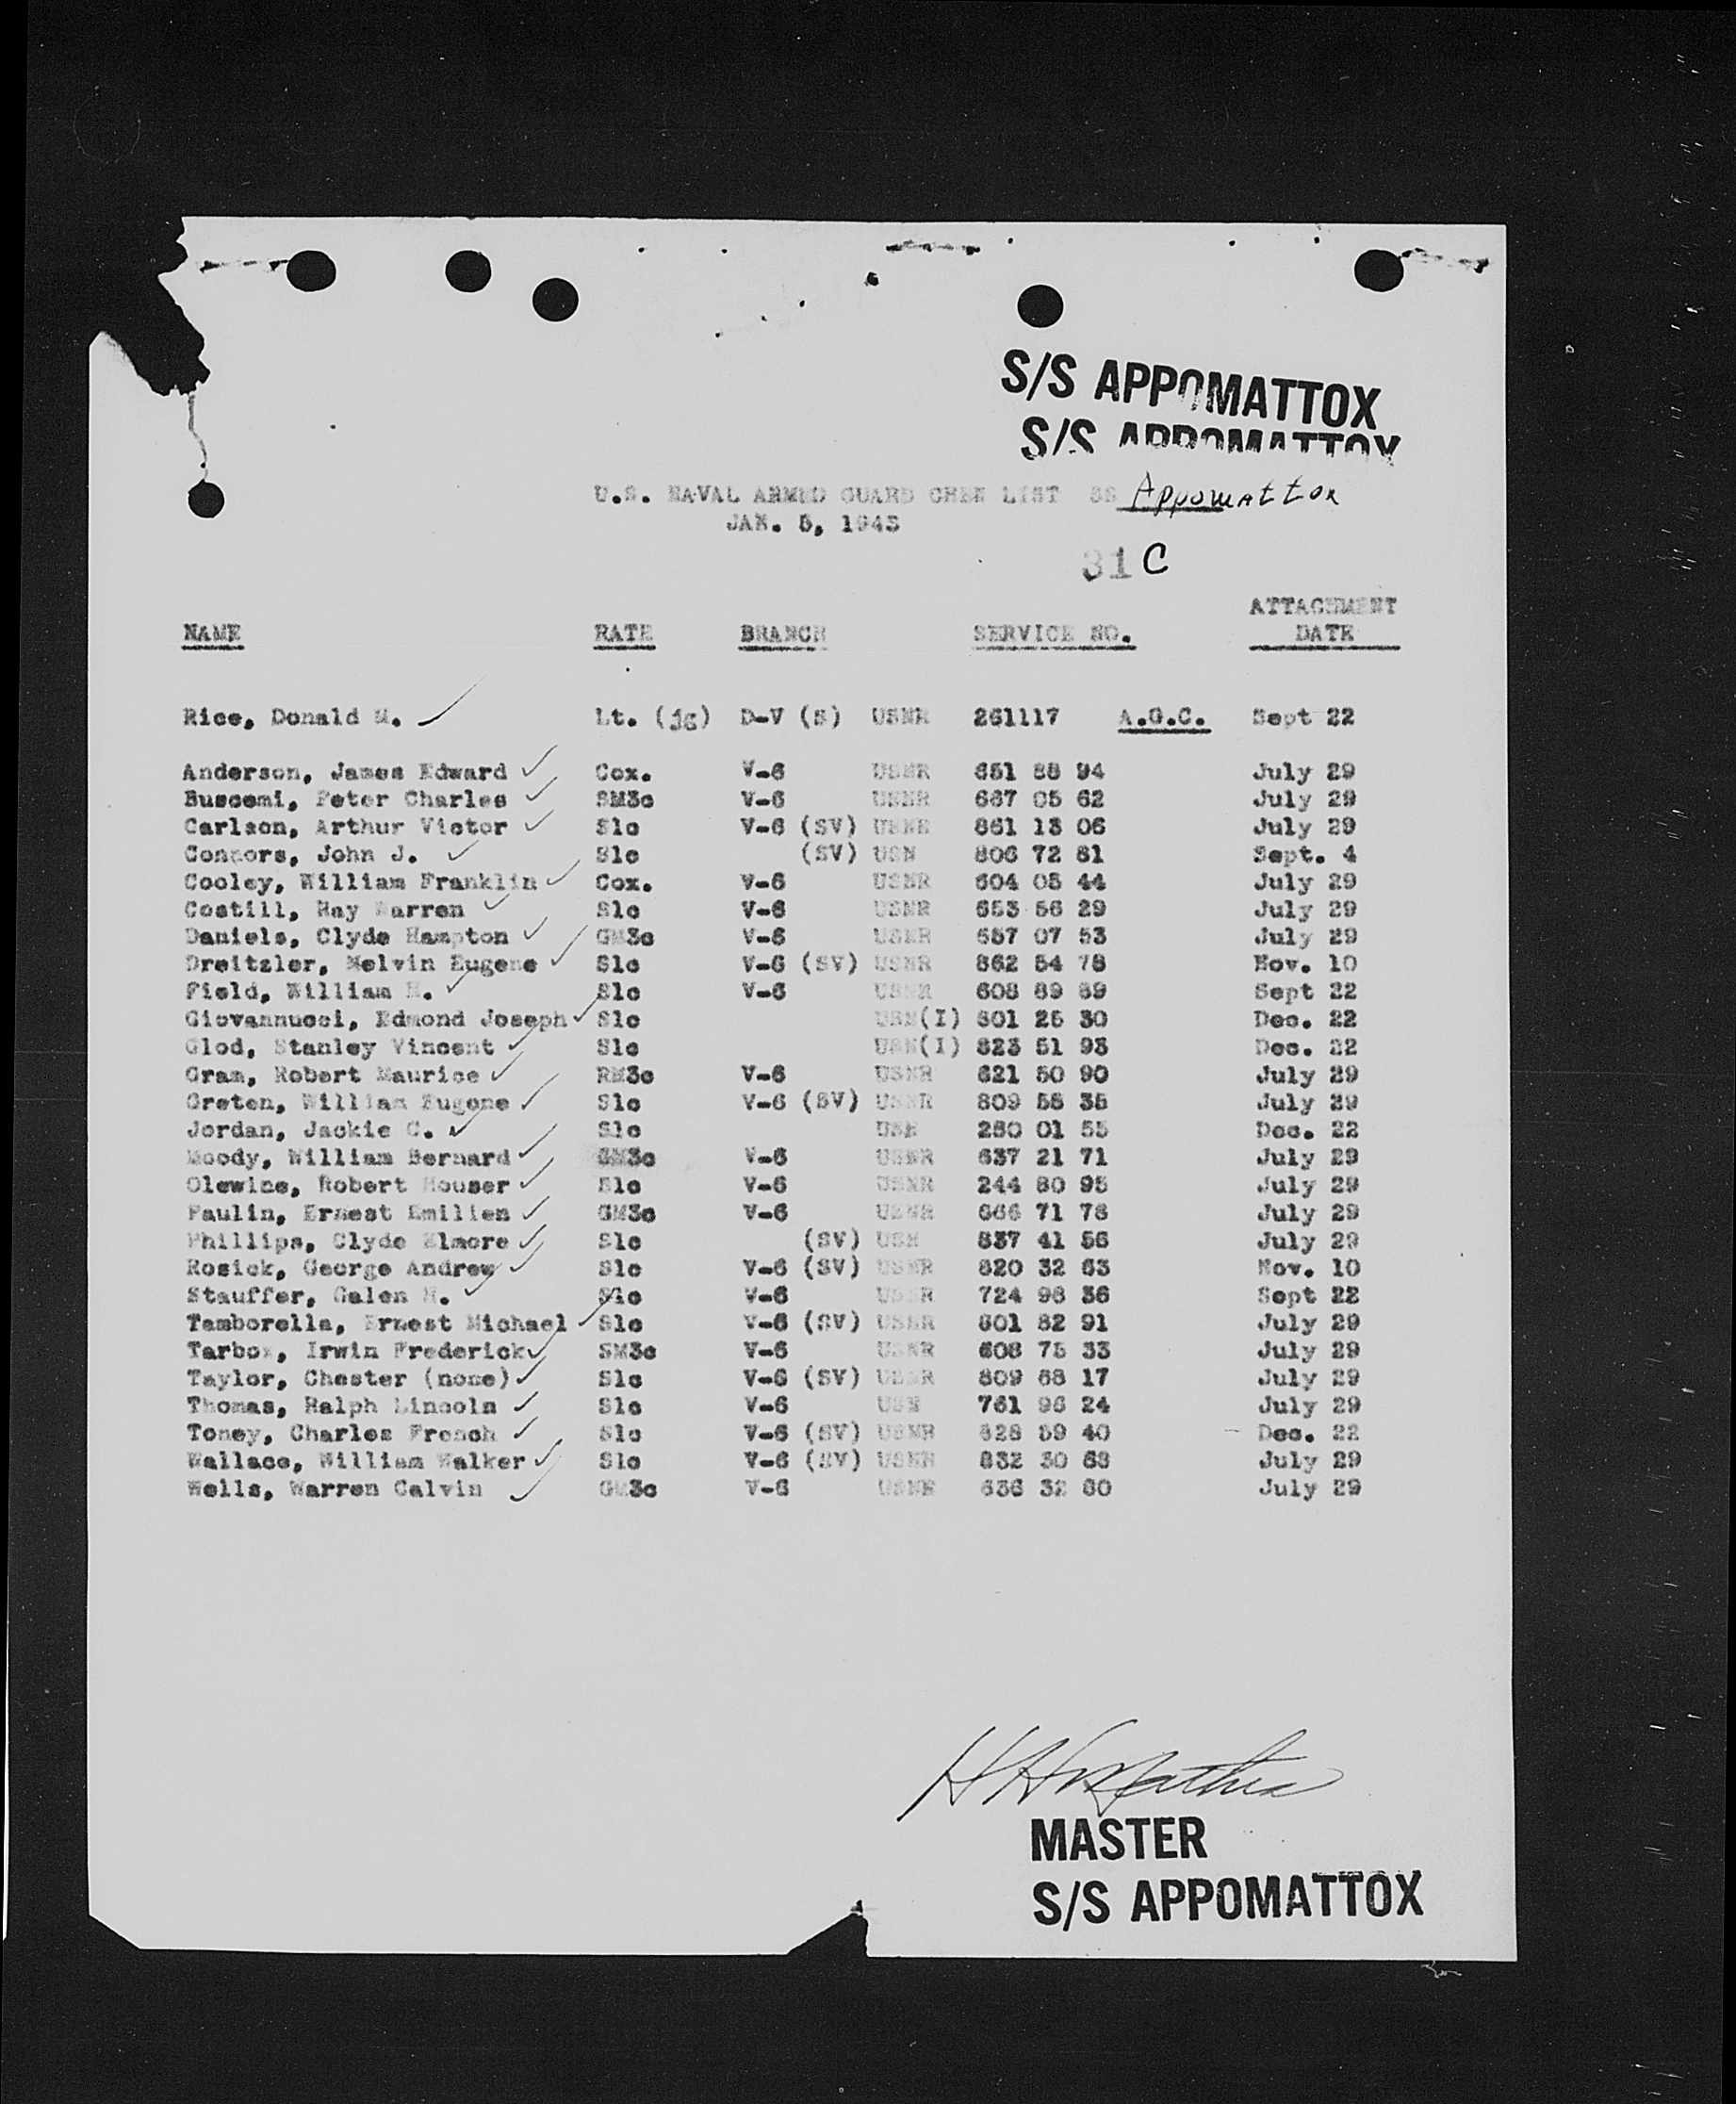 S/S APPOMATTOX
S/S APPOMATTOX
U.S. NAVAL ARMED GUARD CREW LIST SS Appomattox
JAN. 5, 1945
31 C
ATTACHMENT
NAME RATE BRANCH SERVICE NO. DATE
Rice, Donald M. Lt. (jg) D-V (S) USNR 261117 A.G.C. Sept 22
Anderson, James Edward Cox. V-6 USNR 651 88 94 July 29
Buscemi, Peter Charles SM3c V-6 USNR 667 05 62 July 29
Carlson, Arthur Victor S1c V-6 (SV) USNR 861 13 06 July 29
Connors, John J. S1c (SV) USN 806 72 81 Sept. 4
Cooley, William Franklin Cox. V-6 USNR 604 05 44 July 29
Costill, Ray Warren S1c V-6 USNR 653 56 29 July 29
Daniels, Clyde Hampton GM3c V-6 USNR 657 07 53 July 29
Dreitzler, Melvin Eugene S1c V-6 (SV) USNR 862 54 78 Nov. 10
Field, William H. S1c V-6 USNR 608 89 89 Sept 22
Giovannucci, Edmond Joseph S1c USN(I) 801 25 30 Dec. 22
Glod, Stanley Vincent S1c USN(I) 823 51 93 Dec. 22
Gram, Robert Maurice RM3c V-6 USNR 621 50 90 July 29
Greten, William Eugene S1c V-6 (SV) USNR 809 58 35 July 29
Jordan, Jackie C. S1c USN 280 01 55 Dec. 22
Moody, William Bernard GM3c V-6 USNR 637 21 71 July 29
Olewine, Robert Houser S1c V-6 USNR 244 80 95 July 29
Paulin, Ernest Emilien GM3c V-6 USNR 666 71 78 July 29
Phillips, Clyde Elmore S1c (SV) USN 837 41 56 July 29
Rosick, George Andrew S1c V-6 (SV) USNR 820 32 63 Nov. 10
Stauffer, Galen M. S1c V-6 USNR 724 98 36 Sept 22
Tamborella, Ernest Michael S1c V-6 (SV) USNR 801 82 91 July 29
Tarbox, Irwin Frederick SM3c V-6 USNR 608 75 33 July 29
Taylor, Chester (none) S1c V-6 (SV) USNR 809 88 17 July 29
Thomas, Ralph Lincoln S1c V-6 USN 761 96 24 July 29
Toney, Charles French S1c V-6 (SV) USNR 828 59 40 Dec. 22
Wallace, William Walker S1c V-6 (SV) USNR 832 30 68 July 29
Wells, Warren Calvin GM3c V-6 USNR 636 32 80 July 29
MASTER
S/S APPOMATTOX